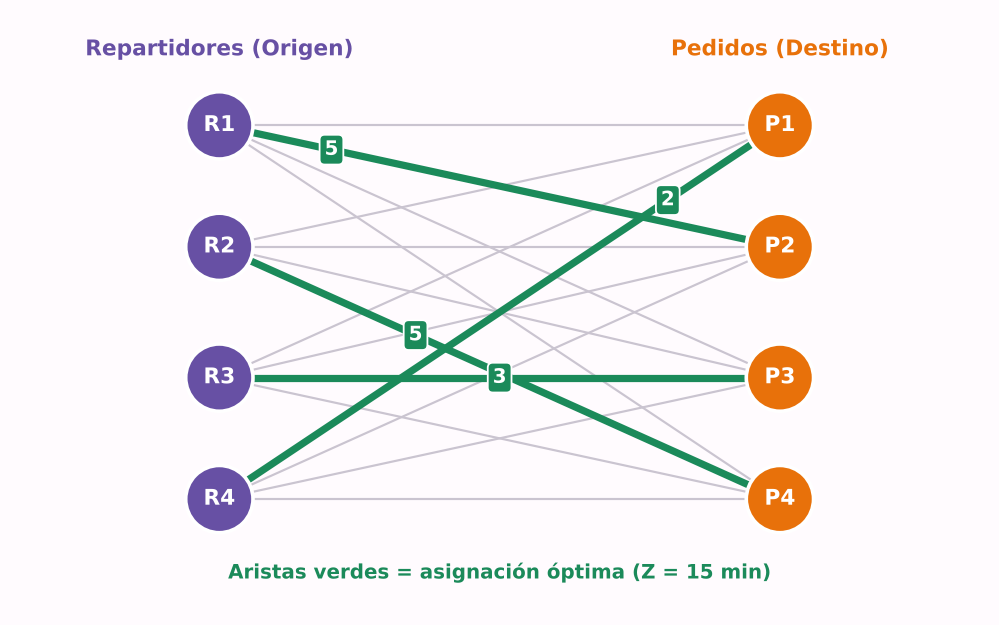 Repartidores (Origen)
Pedidos (Destino)
R1
P1
5
2
R2
P2
5
R3
3
P3
R4
P4
Aristas verdes = asignación óptima (Z = 15 min)